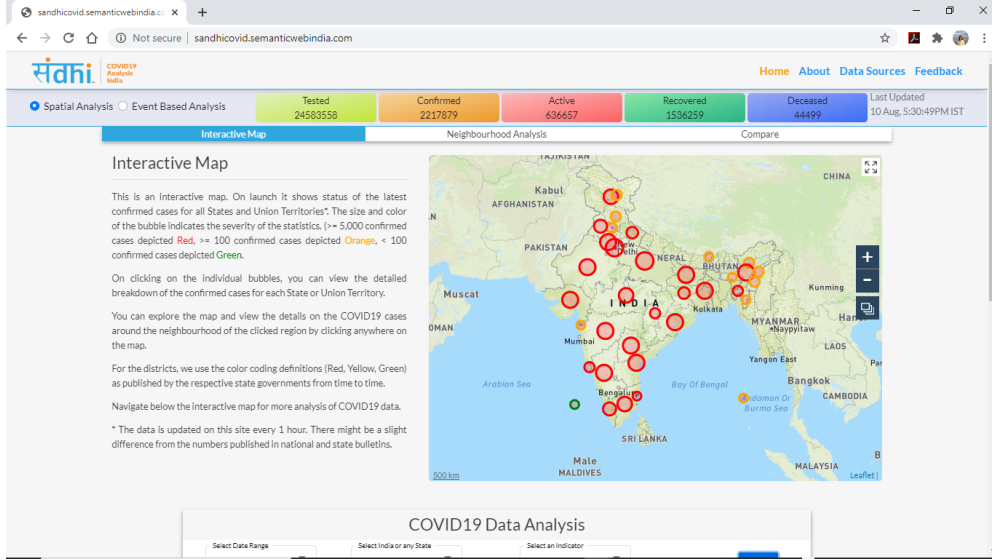 sandhicovid.semanticwebindia.cc
Not secure | sandhicovid.semanticwebindia.com
संdhi.
COVID19
Analysis
India
Home About Data Sources Feedback
Spatial Analysis Event Based Analysis
Tested
24583558
Confirmed
2217879
Active
636657
Recovered
1536259
Deceased
44499
Last Updated
10 Aug, 5:30:49PM IST
Interactive Map
Neighbourhood Analysis
Compare
Interactive Map
This is an interactive map. On launch it shows status of the latest
confirmed cases for all States and Union Territories*. The size and color
of the bubble indicates the severity of the statistics. (>= 5,000 confirmed
cases depicted Red, >= 100 confirmed cases depicted Orange, < 100
confirmed cases depicted Green.
On clicking on the individual bubbles, you can view the detailed
breakdown of the confirmed cases for each State or Union Territory.
You can explore the map and view the details on the COVID19 cases
around the neighbourhood of the clicked region by clicking anywhere on
the map.
For the districts, we use the color coding definitions (Red, Yellow, Green)
as published by the respective state governments from time to time.
Navigate below the interactive map for more analysis of COVID19 data.
* The data is updated on this site every 1 hour. There might be a slight
difference from the numbers published in national and state bulletins.
TAJIKISTAN
CHINA
Kabul
AFGHANISTAN
PAKISTAN
New
Delhi
NEPAL
BHUTAN
Kunming
Muscat
INDIA
Kolkata
OMAN
Mumbai
MYANMAR
Naypyitaw
LAOS
Yangon East
Bangkok
Arabian Sea
Bay Of Bengal
Bengaluru
Andaman Or
Burma Sea
CAMBODIA
SRI LANKA
Male
MALDIVES
MALAYSIA
500 km
Leaflet |
+
−
COVID19 Data Analysis
Select Date Range
Select India or any State
Select an Indicator